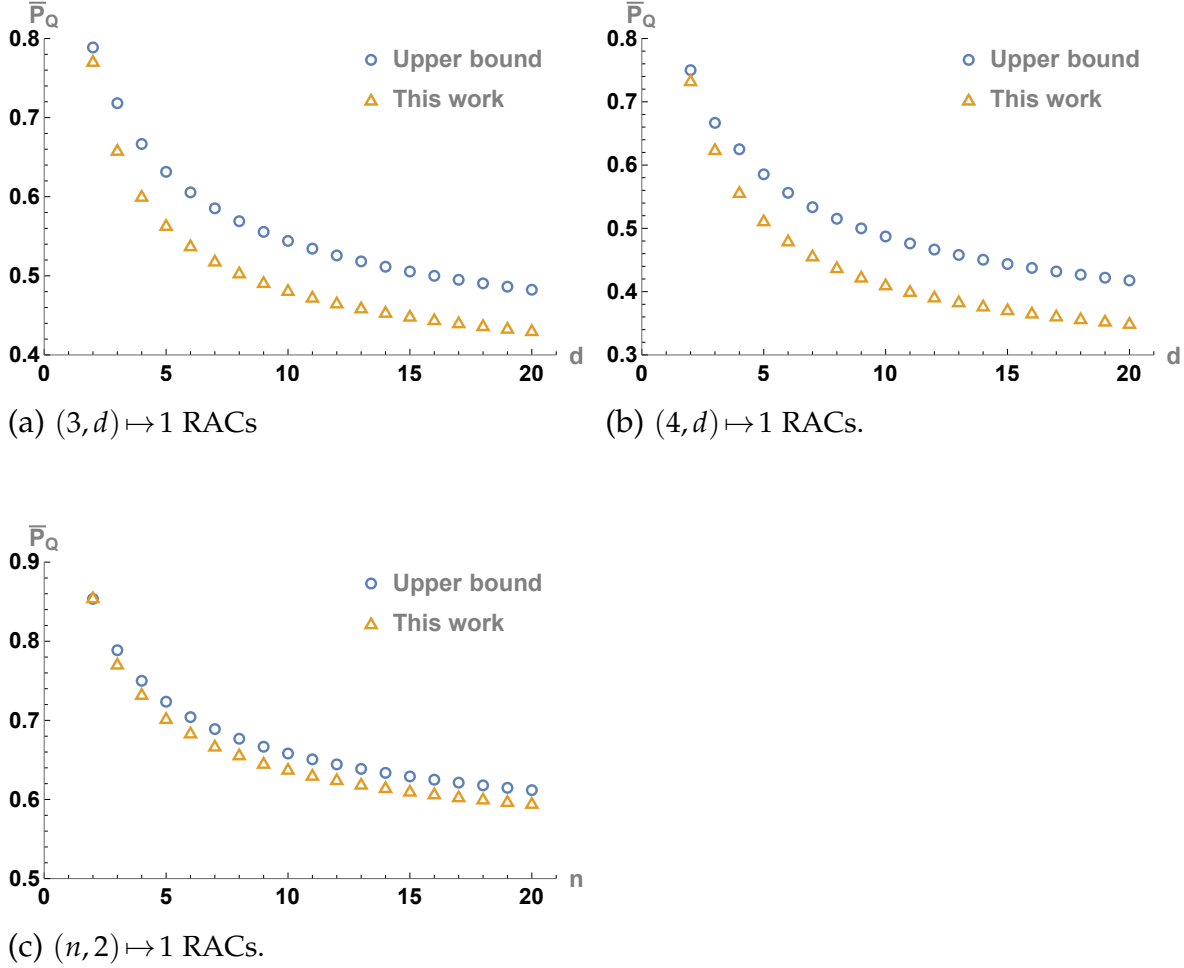 P̅_Q
0.8
0.7
0.6
0.5
0.4
0 5 10 15 20
d
Upper bound
This work
(a) (3, d) ↦ 1 RACs
P̅_Q
0.8
0.7
0.6
0.5
0.4
0.3
0 5 10 15 20
d
Upper bound
This work
(b) (4, d) ↦ 1 RACs.
P̅_Q
0.9
0.8
0.7
0.6
0.5
0 5 10 15 20
n
Upper bound
This work
(c) (n, 2) ↦ 1 RACs.